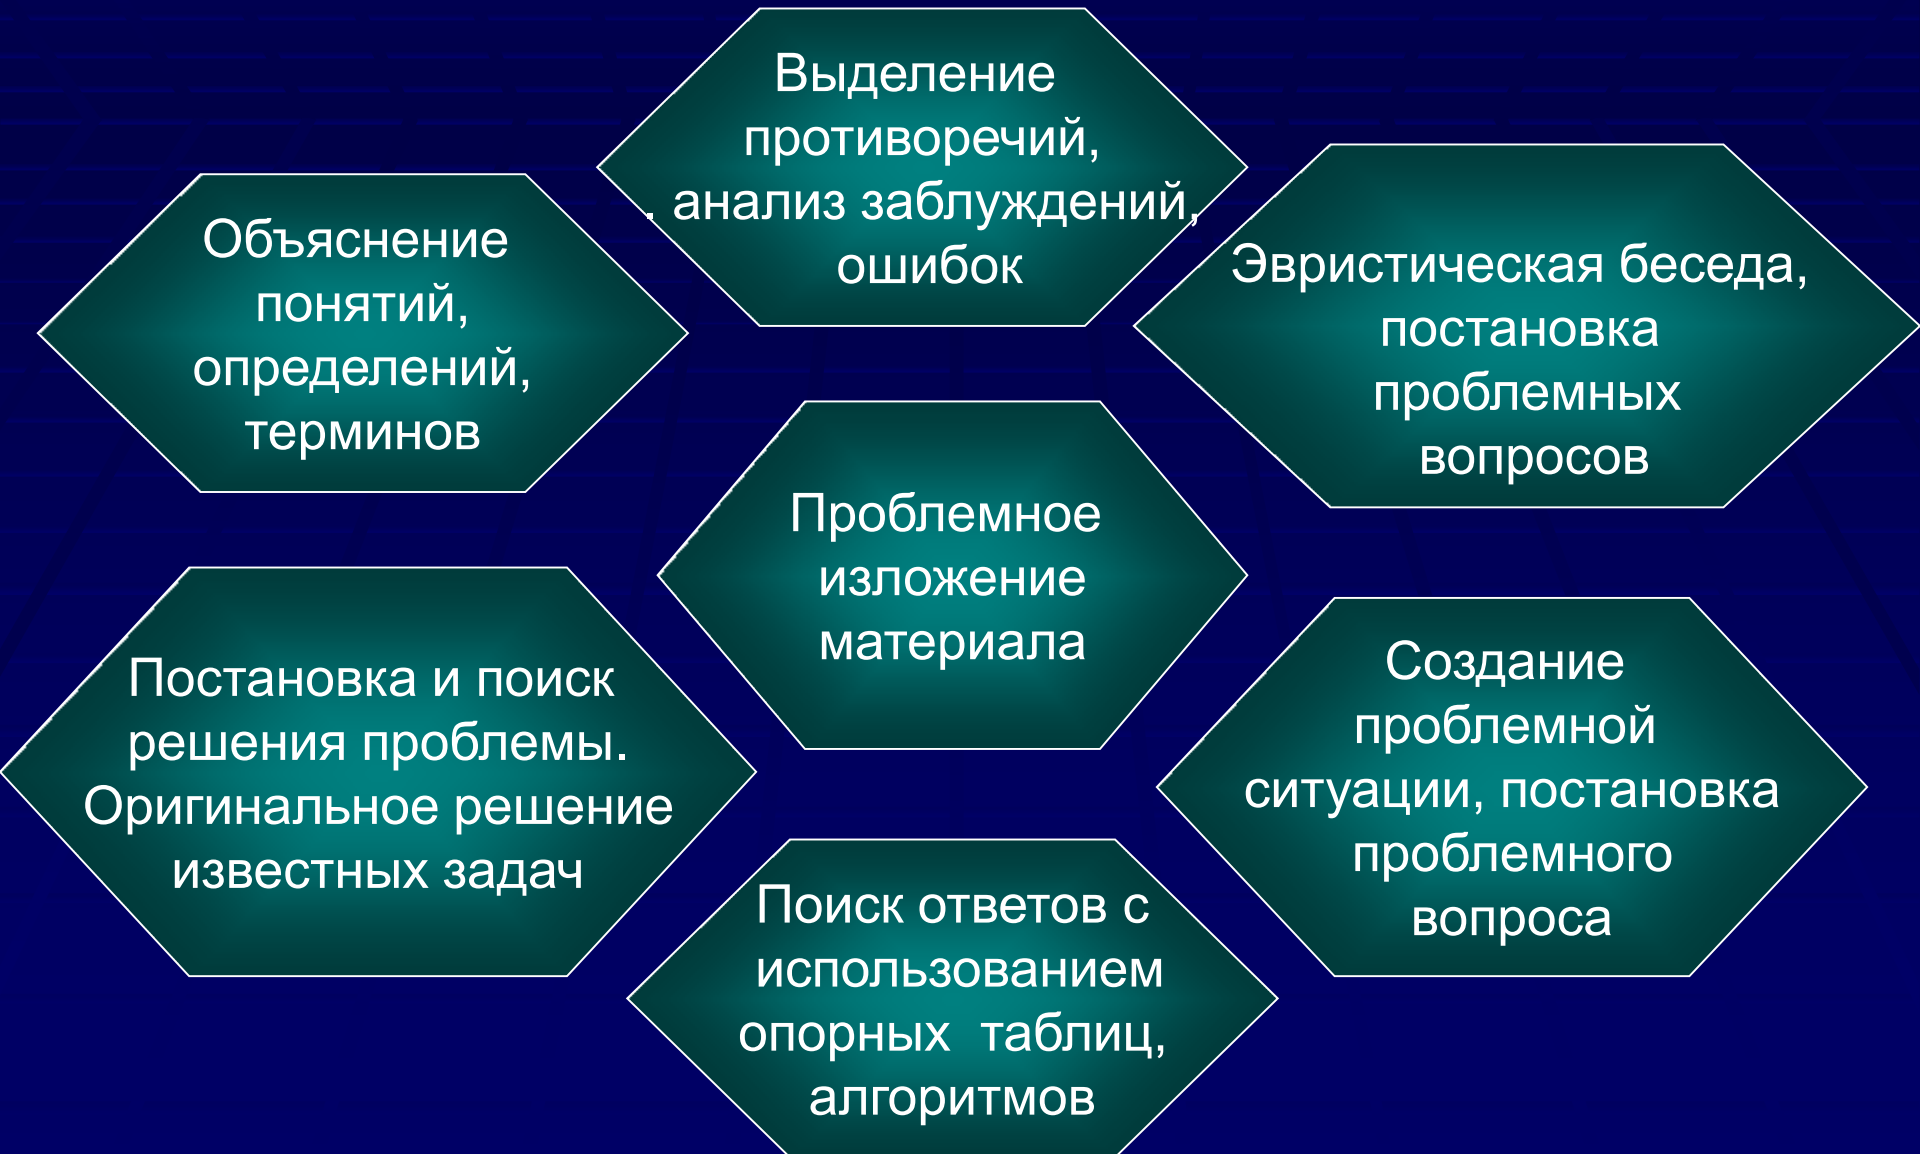 Выделение
противоречий,
. анализ заблуждений,
ошибок
Объяснение
понятий,
определений,
терминов
Эвристическая беседа,
постановка
проблемных
вопросов
Проблемное
изложение
материала
Постановка и поиск
решения проблемы.
Оригинальное решение
известных задач
Создание
проблемной
ситуации, постановка
проблемного
вопроса
Поиск ответов с
использованием
опорных таблиц,
алгоритмов